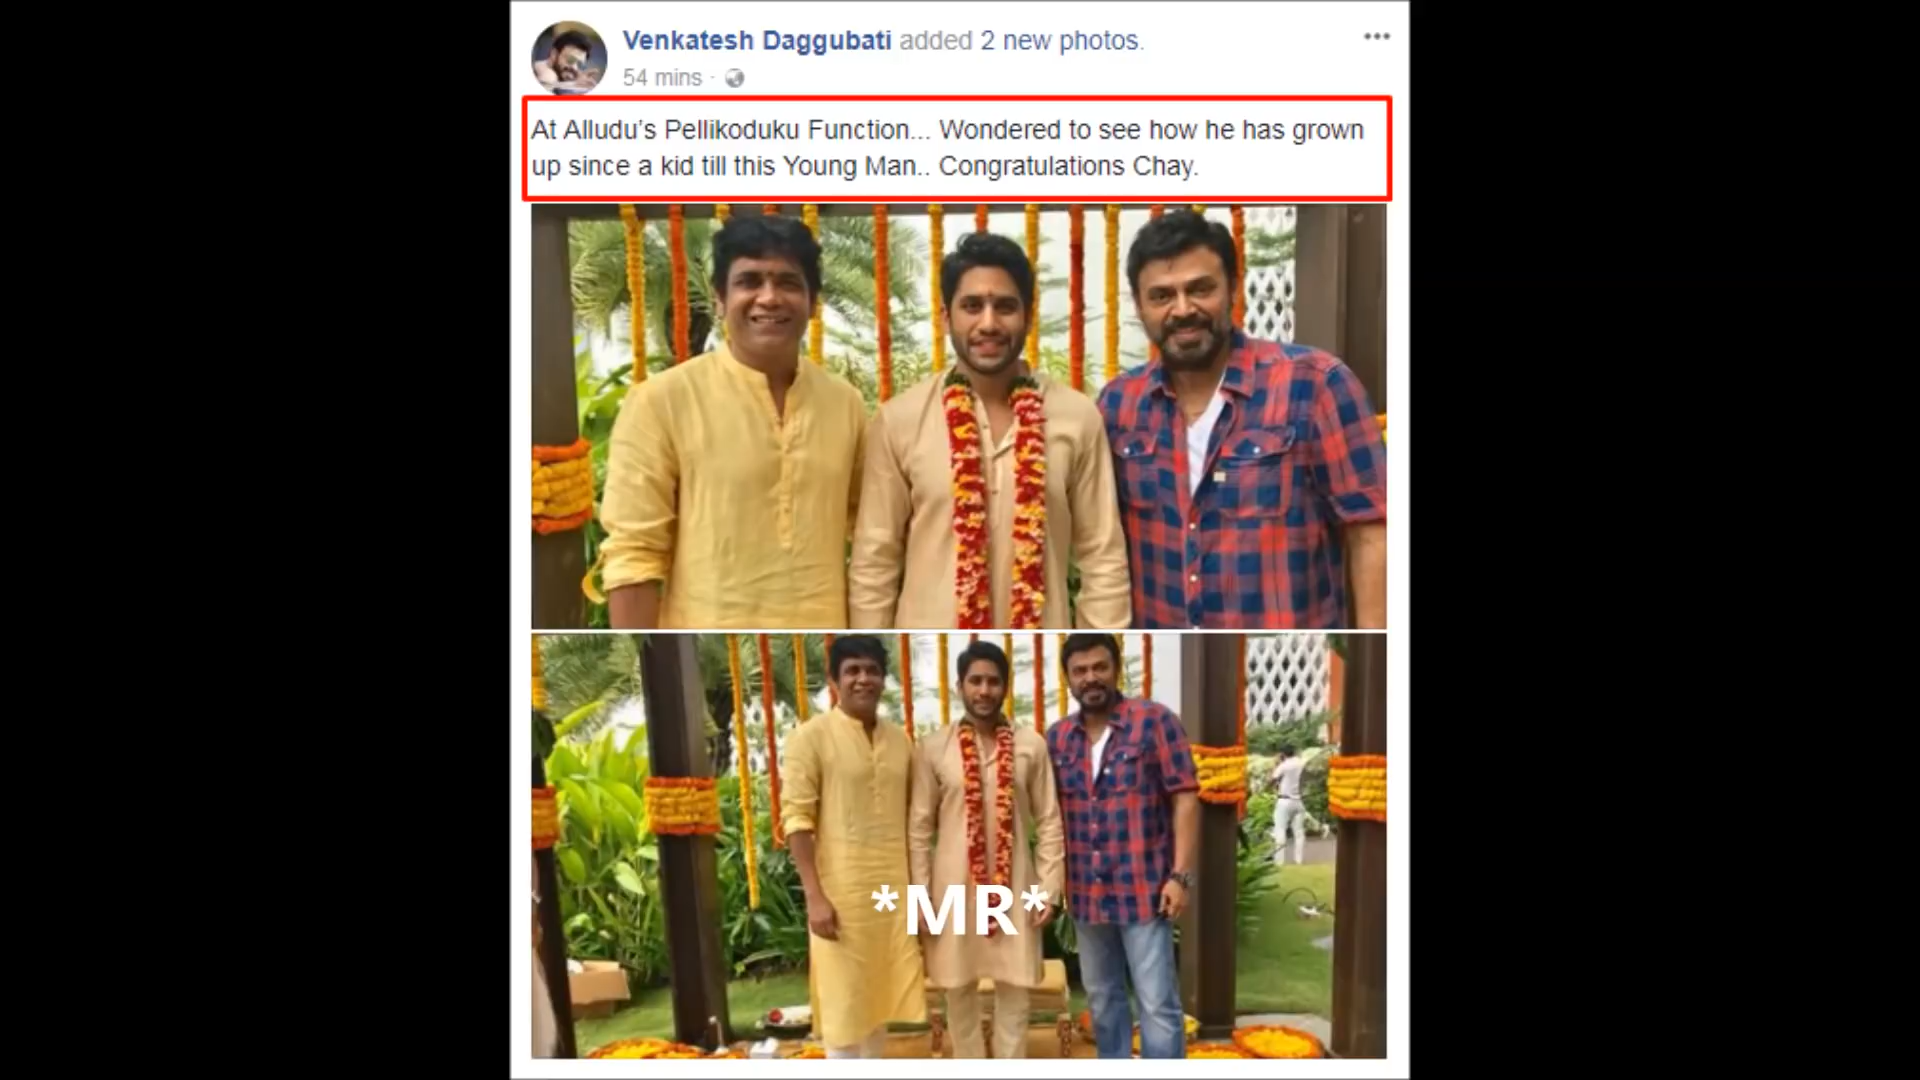 Venkatesh Daggubati added 2 new photos.
54 mins ·
At Alludu’s Pellikoduku Function... Wondered to see how he has grown
up since a kid till this Young Man.. Congratulations Chay.
*MR*